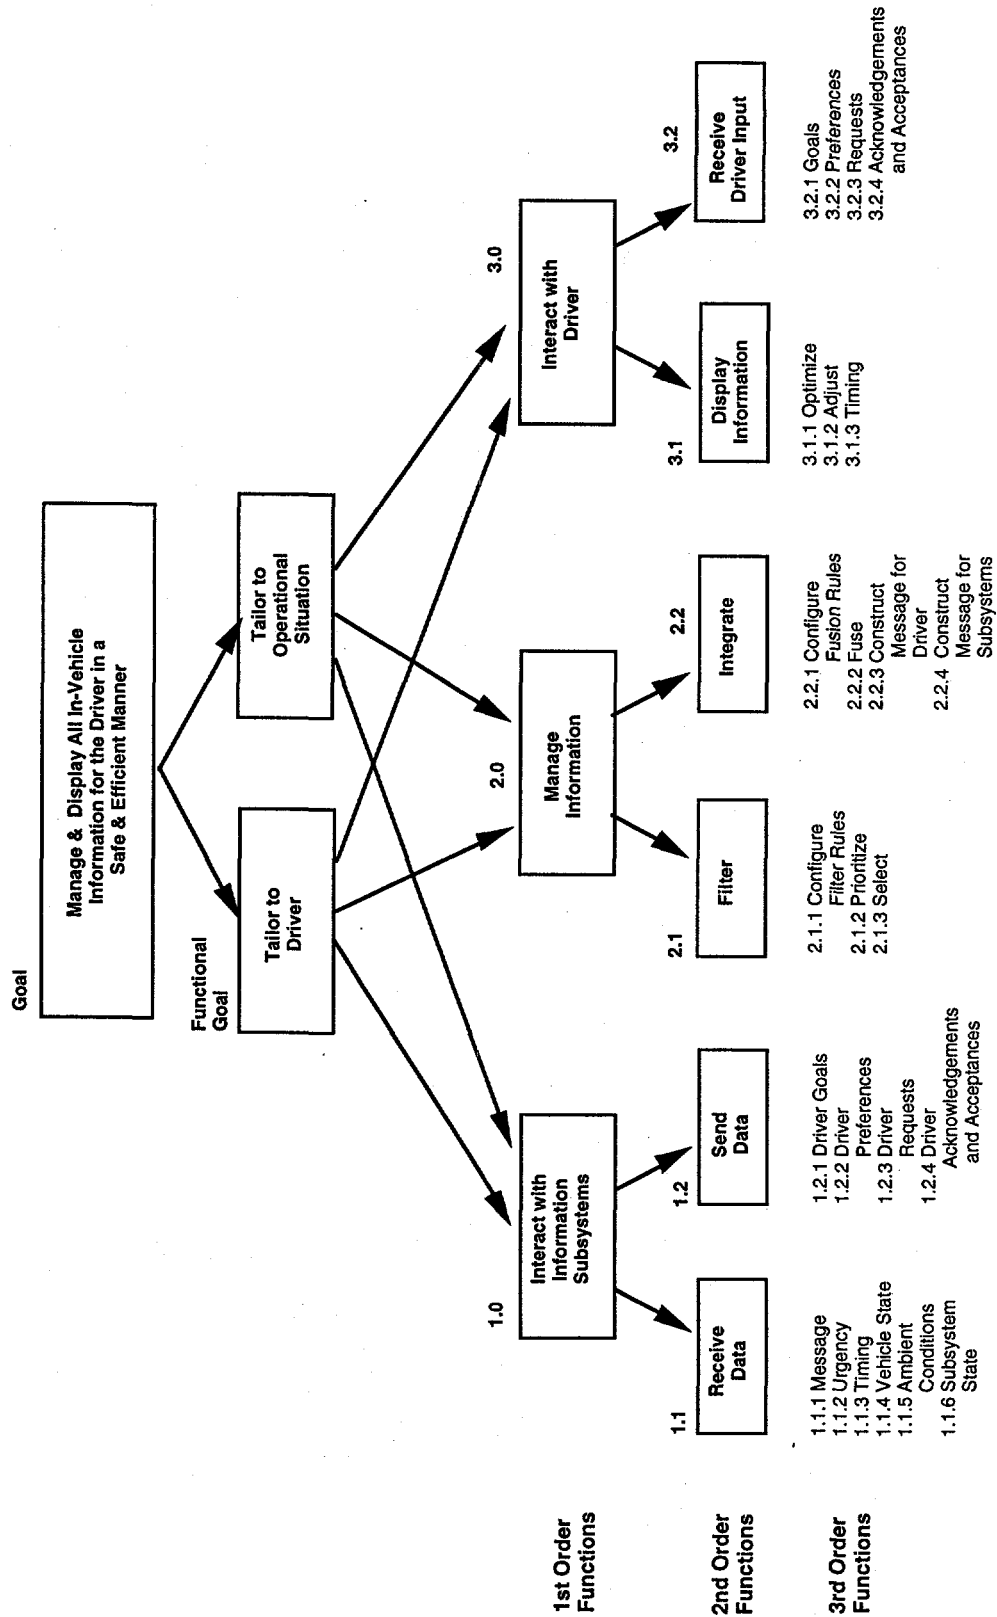 Goal
Manage & Display All In-Vehicle
Information for the Driver in a
Safe & Efficient Manner
Functional
Goal
Tailor to
Driver
Tailor to
Operational
Situation
1st Order
Functions
1.0
Interact with
Information
Subsystems
2.0
Manage
Information
3.0
Interact with
Driver
2nd Order
Functions
1.1
Receive
Data
1.2
Send
Data
2.1
Filter
2.2
Integrate
3.1
Display
Information
3.2
Receive
Driver Input
3rd Order
Functions
1.1.1 Message
1.1.2 Urgency
1.1.3 Timing
1.1.4 Vehicle State
1.1.5 Ambient
Conditions
1.1.6 Subsystem
State
1.2.1 Driver Goals
1.2.2 Driver
Preferences
1.2.3 Driver
Requests
1.2.4 Driver
Acknowledgements
and Acceptances
2.1.1 Configure
Filter Rules
2.1.2 Prioritize
2.1.3 Select
2.2.1 Configure
Fusion Rules
2.2.2 Fuse
2.2.3 Construct
Message for
Driver
2.2.4 Construct
Message for
Subsystems
3.1.1 Optimize
3.1.2 Adjust
3.1.3 Timing
3.2.1 Goals
3.2.2 Preferences
3.2.3 Requests
3.2.4 Acknowledgements
and Acceptances